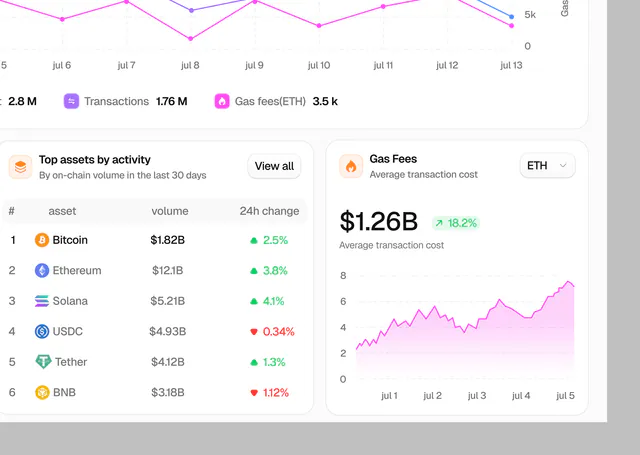 5k
Gas
0
5
jul 6
jul 7
jul 8
jul 9
jul 10
jul 11
jul 12
jul 13
2.8 M
Transactions 1.76 M
Gas fees(ETH) 3.5 k
Top assets by activity
By on-chain volume in the last 30 days
View all
# asset volume 24h change
1 Bitcoin $1.82B 2.5%
2 Ethereum $12.1B 3.8%
3 Solana $5.21B 4.1%
4 USDC $4.93B 0.34%
5 Tether $4.12B 1.3%
6 BNB $3.18B 1.12%
Gas Fees
Average transaction cost
ETH
$1.26B 18.2%
Average transaction cost
8
6
4
2
0
jul 1
jul 2
jul 3
jul 4
jul 5